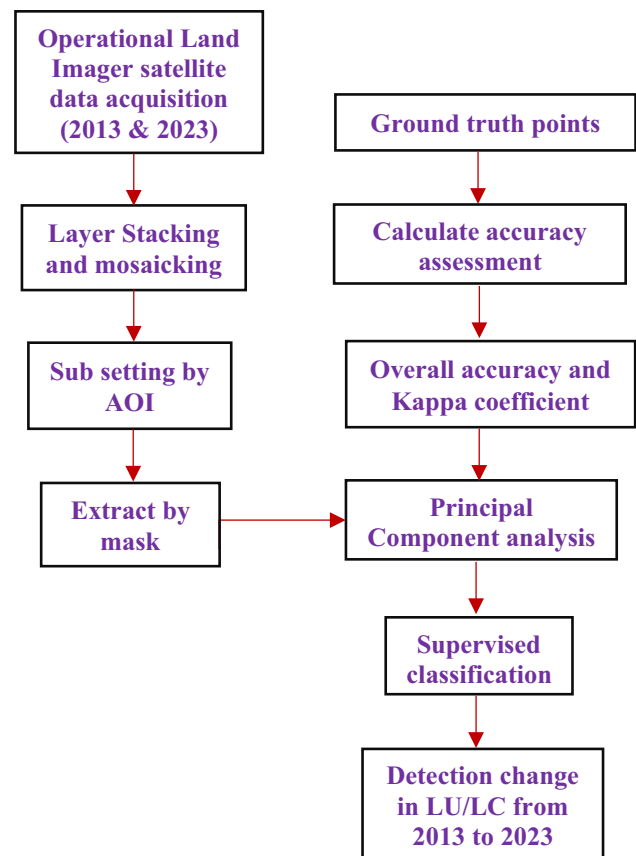 Operational Land
Imager satellite
data acquisition
(2013 & 2023)
Layer Stacking
and mosaicking
Sub setting by
AOI
Extract by
mask
Ground truth points
Calculate accuracy
assessment
Overall accuracy and
Kappa coefficient
Principal
Component analysis
Supervised
classification
Detection change
in LU/LC from
2013 to 2023